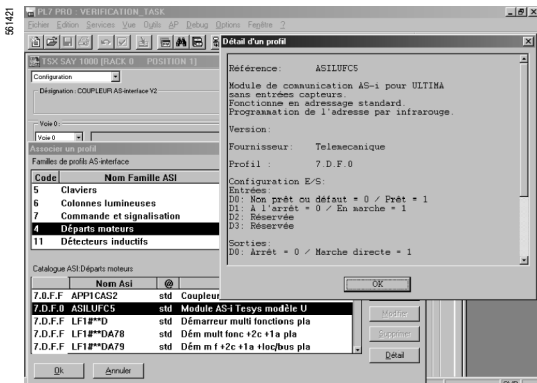 561421
PL7 PRO : VERIFICATION_TASK
Fichier Edition Services Vue Outils AP Debug Options Fenêtre ?
TSX SAY 1000 [RACK 0 POSITION 1]
Configuration
Désignation : COUPLEUR AS-interface V2
Voie 0:
Voie 0
Associer un profil
Familles de profils AS-interface
Code Nom Famille ASI
5 Claviers
6 Colonnes lumineuses
7 Commande et signalisation
4 Départs moteurs
11 Détecteurs inductifs
Catalogue ASI:Départs moteurs
Nom Asi @
7.0.F.F APP1CAS2 std Coupleur
7.D.F.0 ASILUFC5 std Module AS-i Tesys modèle U
7.D.F.F LF1#**D std Démarreur multi fonctions pla
7.D.F.F LF1#**DA78 std Dém mult fonc +2c +1a pla
7.D.F.F LF1#**DA79 std Dém m f +2c +1a +loc/bus pla
Ok
Annuler
Modifier
Supprimer
Détail
Détail d'un profil
Référence: ASILUFC5
Module de communication AS-i pour ULTIMA
sans entrées capteurs.
Fonctionne en adressage standard.
Programmation de l'adresse par infrarouge.
Version:
Fournisseur: Telemecanique
Profil : 7.D.F.0
Configuration E/S:
Entrées:
D0: Non prêt ou défaut = 0 / Prêt = 1
D1: A l'arrêt = 0 / En marche = 1
D2: Réservée
D3: Réservée
Sorties:
D0: Arrêt = 0 / Marche directe = 1
OK